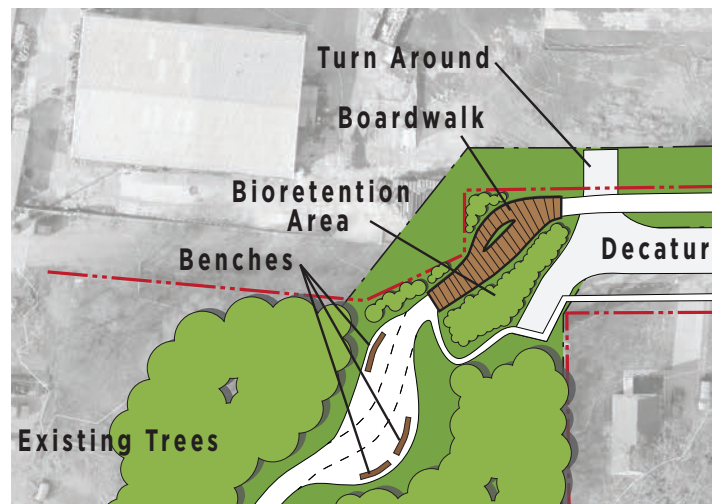 Turn Around
Boardwalk
Bioretention
Area
Benches
Decatur
Existing Trees